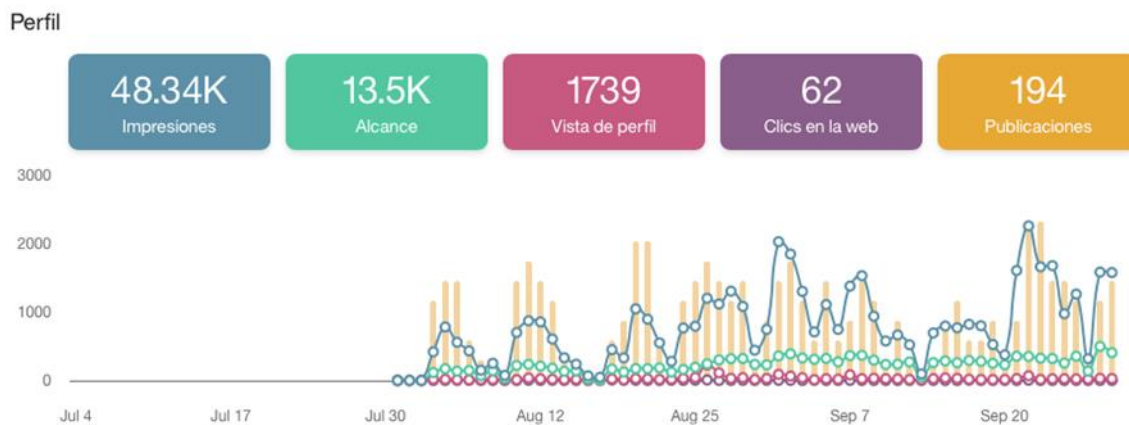 Perfil
48.34K 13.5K 1739 62 194
Impresiones Alcance Vista de perfil Clics en la web Publicaciones
3000
2000
1000
0
Jul 4 Jul 17 Jul 30 Aug 12 Aug 25 Sep 7 Sep 20